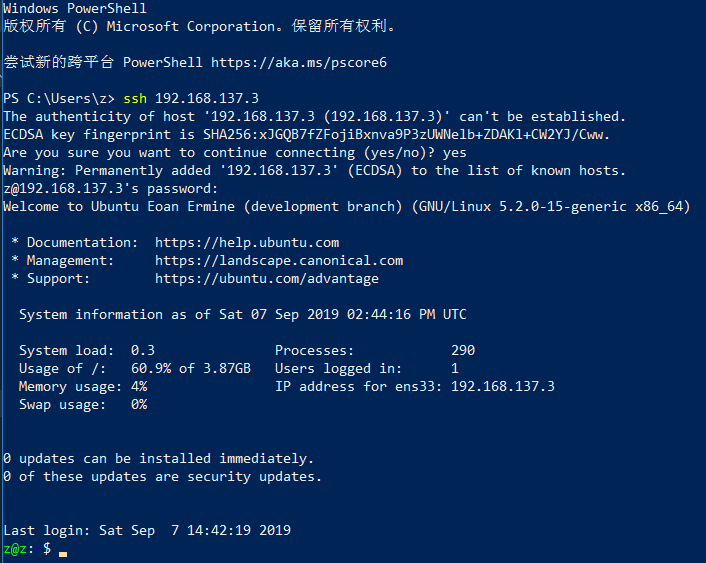 Windows PowerShell
版权所有 (C) Microsoft Corporation。保留所有权利。
尝试新的跨平台 PowerShell https://aka.ms/pscore6
PS C:\Users\z> ssh 192.168.137.3
The authenticity of host '192.168.137.3 (192.168.137.3)' can't be established.
ECDSA key fingerprint is SHA256:xJGQB7fZFojiBxnva9P3zUWNelb+ZDAKl+CW2YJ/Cww.
Are you sure you want to continue connecting (yes/no)? yes
Warning: Permanently added '192.168.137.3' (ECDSA) to the list of known hosts.
z@192.168.137.3's password:
Welcome to Ubuntu Eoan Ermine (development branch) (GNU/Linux 5.2.0-15-generic x86_64)
* Documentation:  https://help.ubuntu.com
* Management:     https://landscape.canonical.com
* Support:        https://ubuntu.com/advantage
System information as of Sat 07 Sep 2019 02:44:16 PM UTC
System load:  0.3               Processes:            290
Usage of /:   60.9% of 3.87GB   Users logged in:      1
Memory usage: 4%                IP address for ens33: 192.168.137.3
Swap usage:   0%
0 updates can be installed immediately.
0 of these updates are security updates.
Last login: Sat Sep  7 14:42:19 2019
z@z: $